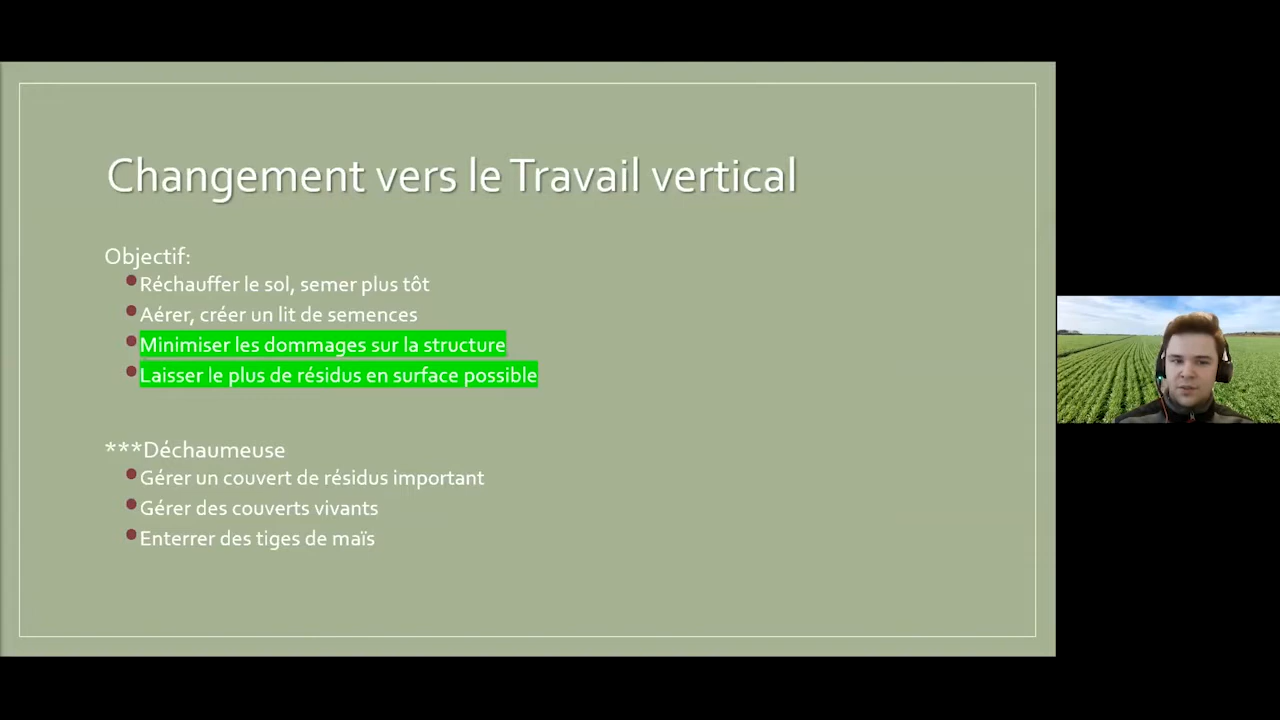 Changement vers le Travail vertical
Objectif:
Réchauffer le sol, semer plus tôt
Aérer, créer un lit de semences
Minimiser les dommages sur la structure
Laisser le plus de résidus en surface possible
***Déchaumeuse
Gérer un couvert de résidus important
Gérer des couverts vivants
Enterrer des tiges de maïs